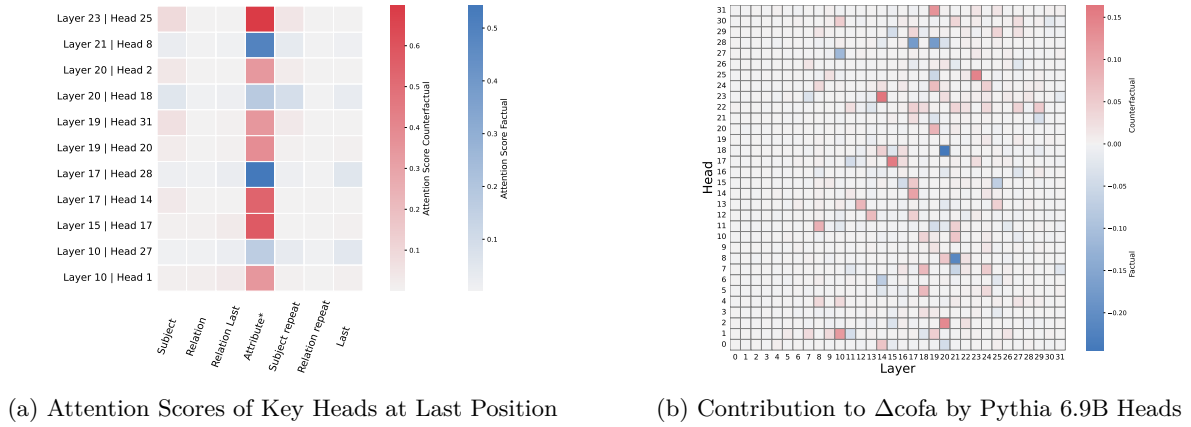 Layer 23 | Head 25
Layer 21 | Head 8
Layer 20 | Head 2
Layer 20 | Head 18
Layer 19 | Head 31
Layer 19 | Head 20
Layer 17 | Head 28
Layer 17 | Head 14
Layer 15 | Head 17
Layer 10 | Head 27
Layer 10 | Head 1
Subject
Relation
Relation Last
Attribute*
Subject repeat
Relation repeat
Last
0.6
0.5
0.4
0.3
0.2
0.1
Attention Score Counterfactual
0.5
0.4
0.3
0.2
0.1
Attention Score Factual
(a) Attention Scores of Key Heads at Last Position
Head
31
30
29
28
27
26
25
24
23
22
21
20
19
18
17
16
15
14
13
12
11
10
9
8
7
6
5
4
3
2
1
0
0 1 2 3 4 5 6 7 8 9 10 11 12 13 14 15 16 17 18 19 20 21 22 23 24 25 26 27 28 29 30 31
Layer
0.15
0.10
0.05
0.00
−0.05
−0.10
−0.15
−0.20
Counterfactual
Factual
(b) Contribution to Δcofa by Pythia 6.9B Heads